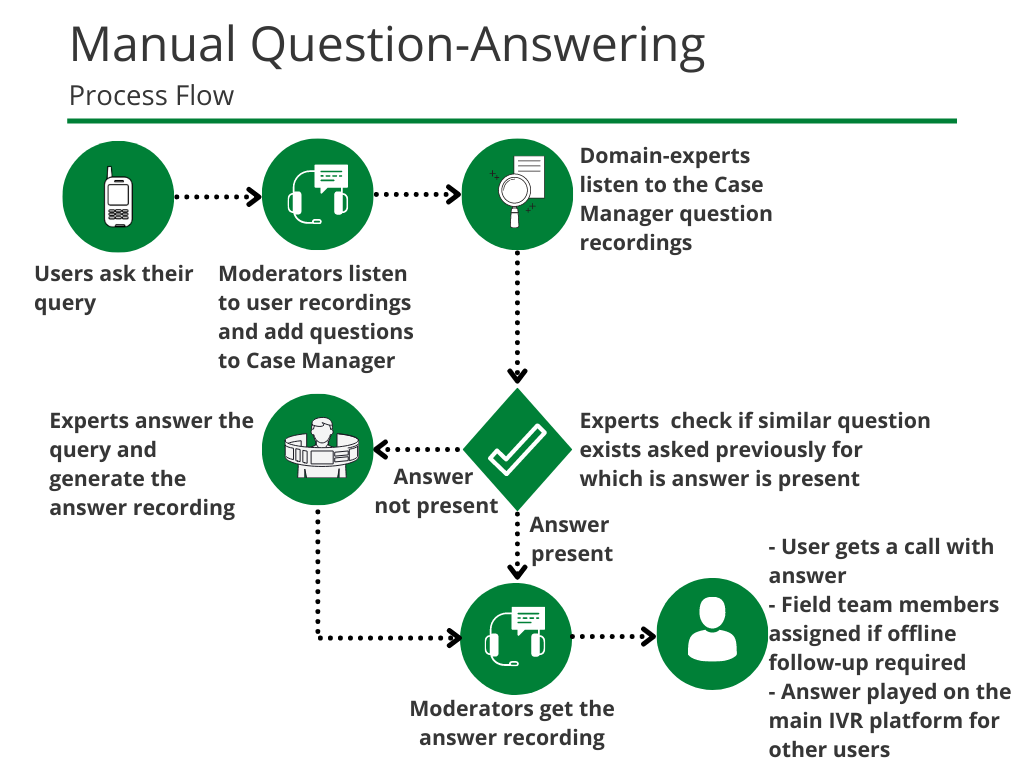 Manual Question-Answering
Process Flow
Users ask their
query
Moderators listen
to user recordings
and add questions
to Case Manager
Domain-experts
listen to the Case
Manager question
recordings
Experts check if similar question
exists asked previously for
which is answer is present
Answer
not present
Experts answer the
query and
generate the
answer recording
Answer
present
Moderators get the
answer recording
- User gets a call with
answer
- Field team members
assigned if offline
follow-up required
- Answer played on the
main IVR platform for
other users